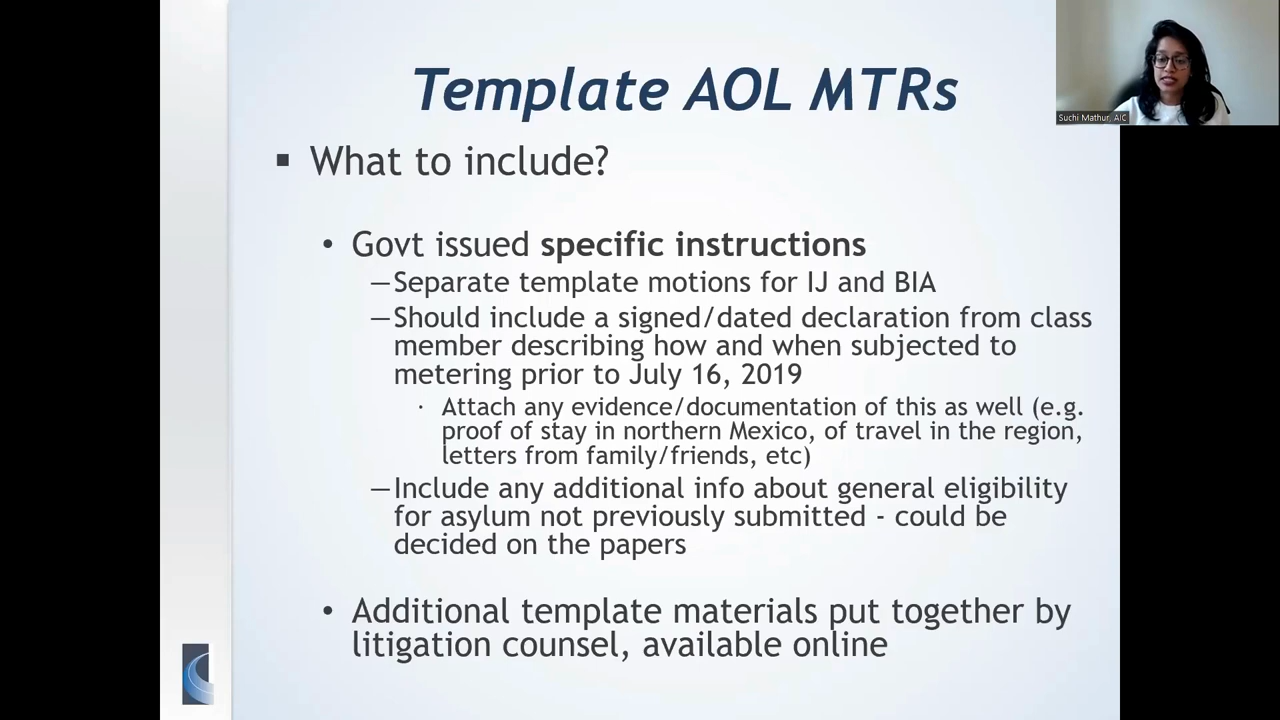 Template AOL MTRs
Suchi Mathur, AIC
▪ What to include?
• Govt issued specific instructions
—Separate template motions for IJ and BIA
—Should include a signed/dated declaration from class
member describing how and when subjected to
metering prior to July 16, 2019
· Attach any evidence/documentation of this as well (e.g.
proof of stay in northern Mexico, of travel in the region,
letters from family/friends, etc)
—Include any additional info about general eligibility
for asylum not previously submitted - could be
decided on the papers
• Additional template materials put together by
litigation counsel, available online